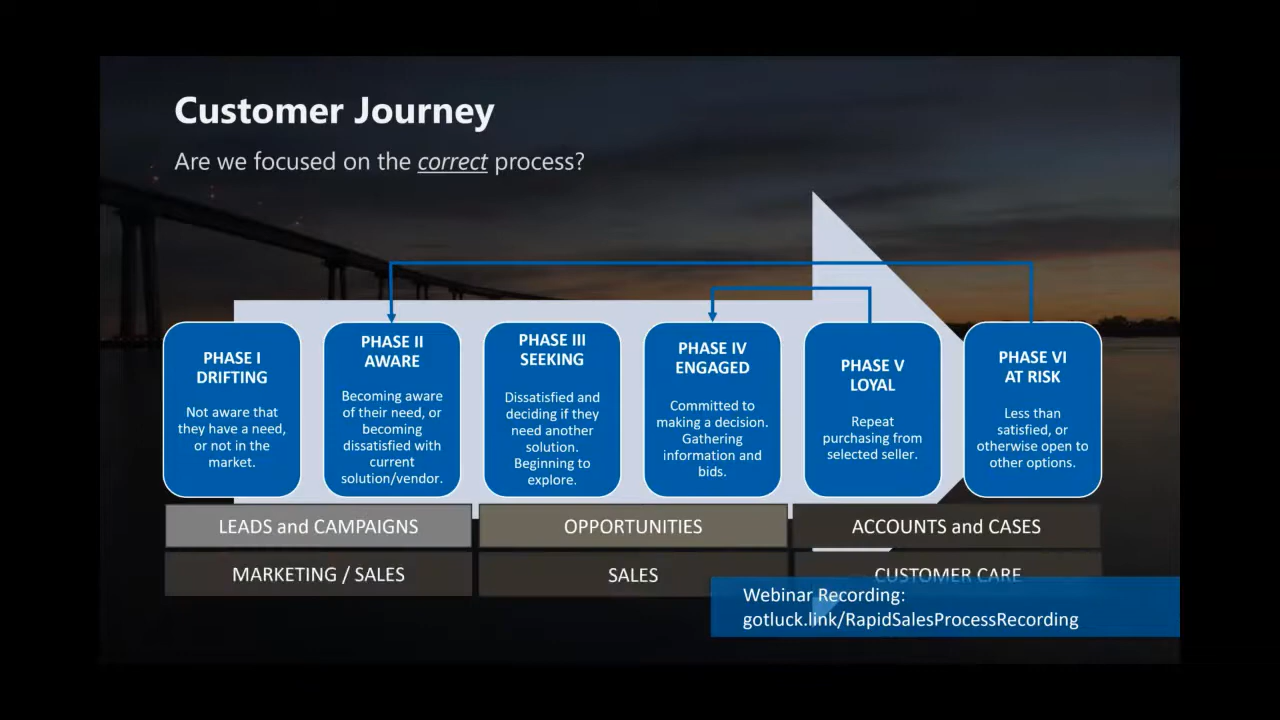 Customer Journey
Are we focused on the correct process?
PHASE I
DRIFTING
Not aware that
they have a need,
or not in the
market.
PHASE II
AWARE
Becoming aware
of their need, or
becoming
dissatisfied with
current
solution/vendor.
PHASE III
SEEKING
Dissatisfied and
deciding if they
need another
solution.
Beginning to
explore.
PHASE IV
ENGAGED
Committed to
making a decision.
Gathering
information and
bids.
PHASE V
LOYAL
Repeat
purchasing from
selected seller.
PHASE VI
AT RISK
Less than
satisfied, or
otherwise open to
other options.
LEADS and CAMPAIGNS
OPPORTUNITIES
ACCOUNTS and CASES
MARKETING / SALES
SALES
CUSTOMER CARE
Webinar Recording:
gotluck.link/RapidSalesProcessRecording